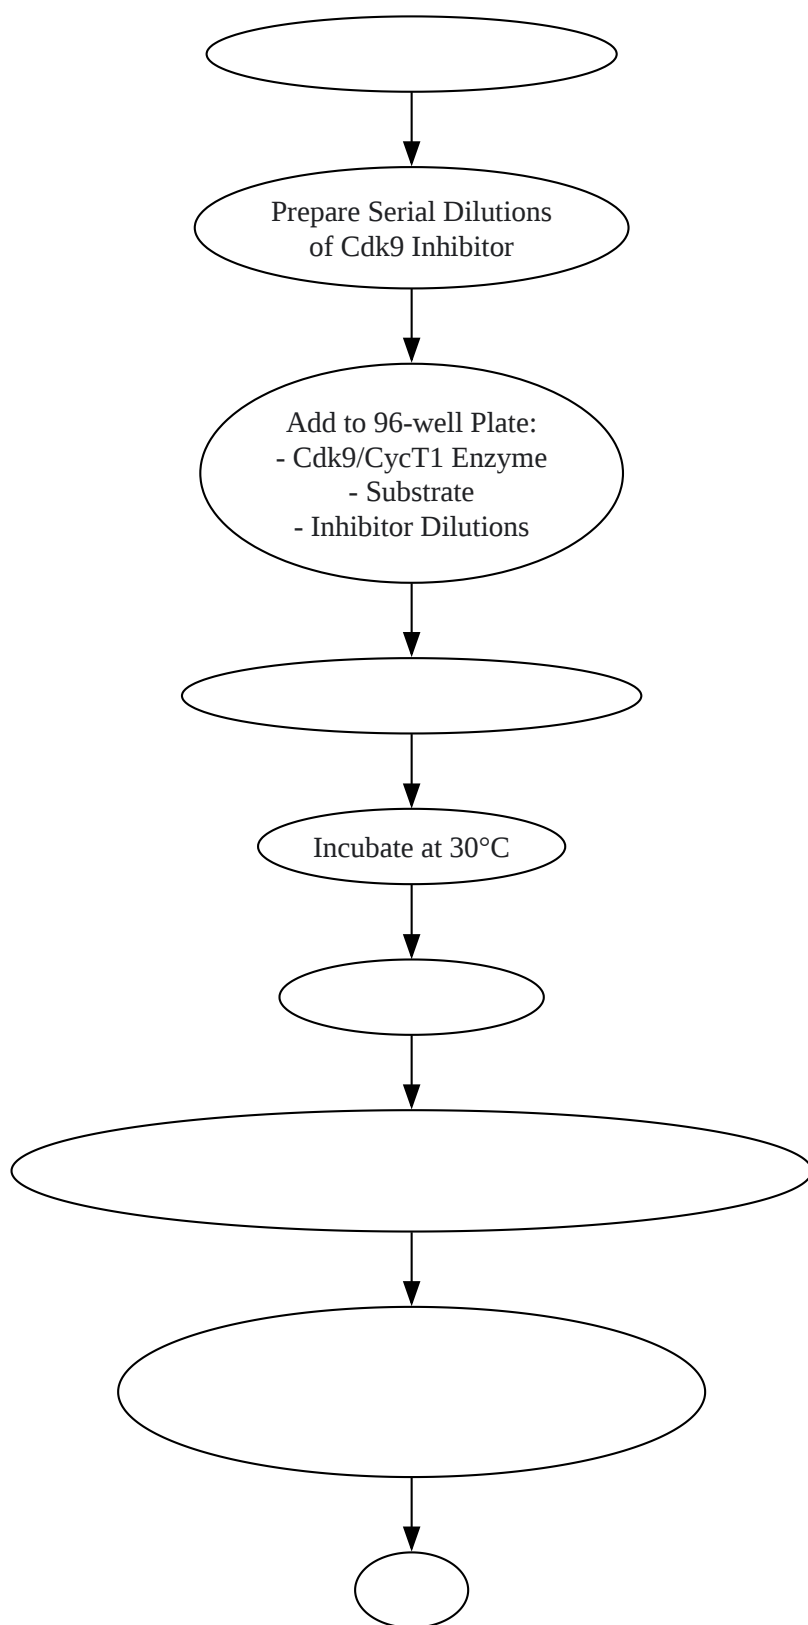 Prepare Serial Dilutions
of Cdk9 Inhibitor
Add to 96-well Plate:
- Cdk9/CycT1 Enzyme
- Substrate
- Inhibitor Dilutions
Incubate at 30°C